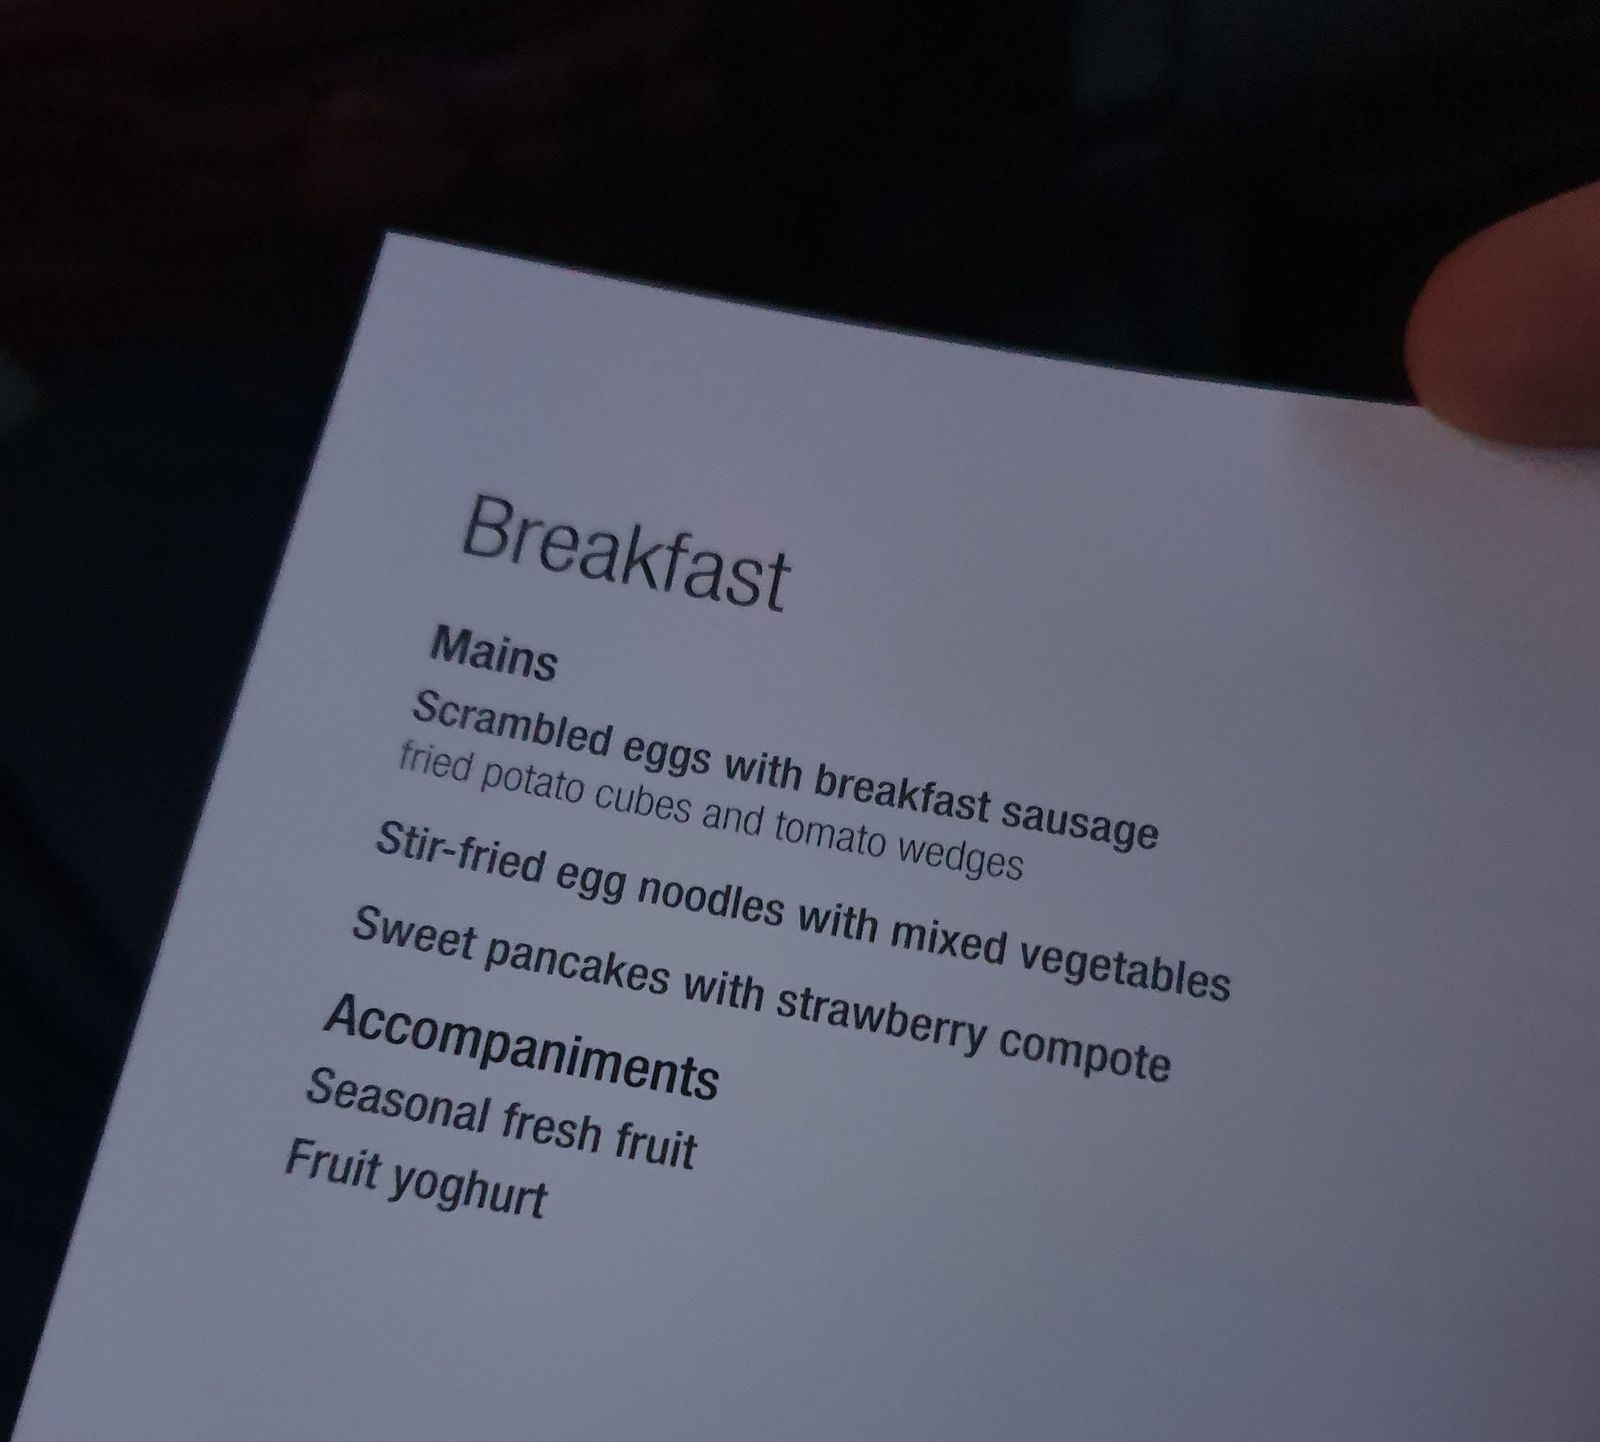 Breakfast
Mains
Scrambled eggs with breakfast sausage
fried potato cubes and tomato wedges
Stir-fried egg noodles with mixed vegetables
Sweet pancakes with strawberry compote
Accompaniments
Seasonal fresh fruit
Fruit yoghurt